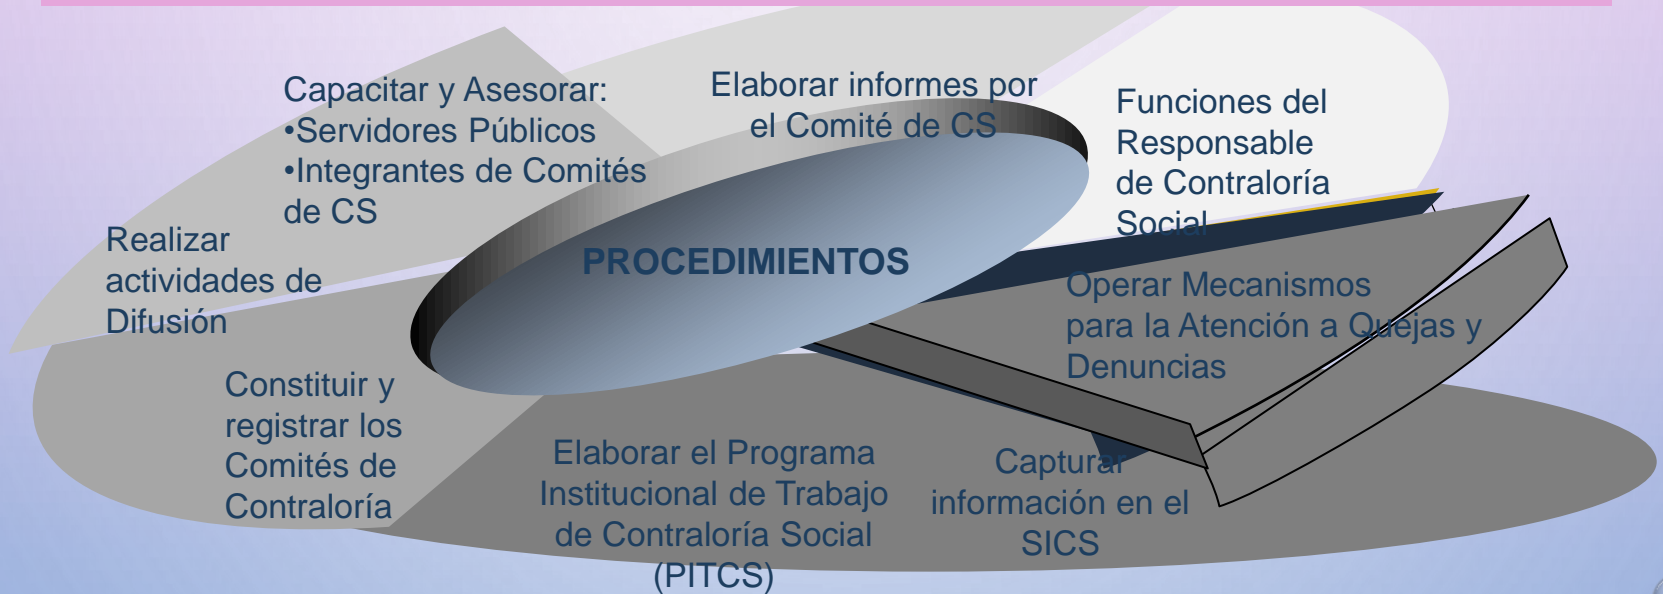 Capacitar y Asesorar:
•Servidores Públicos
•Integrantes de Comités
de CS
Elaborar informes por
el Comité de CS
Funciones del
Responsable
de Contraloría
Social
Realizar
actividades de
Difusión
PROCEDIMIENTOS
Operar Mecanismos
para la Atención a Quejas y
Denuncias
Constituir y
registrar los
Comités de
Contraloría
Elaborar el Programa
Institucional de Trabajo
de Contraloría Social
(PITCS)
Capturar
información en el
SICS